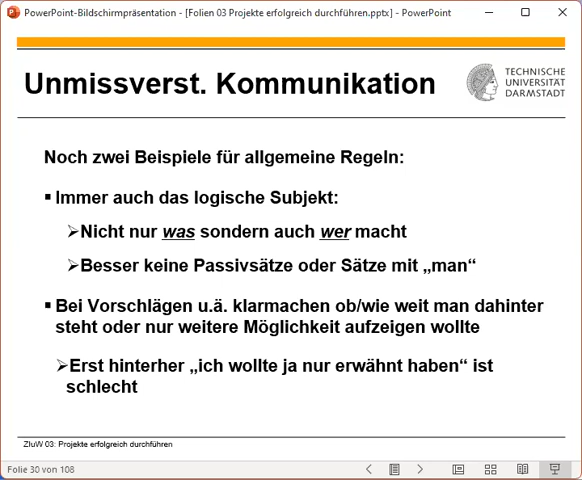 PowerPoint-Bildschirmpräsentation - [Folien 03 Projekte erfolgreich durchführen.pptx] - PowerPoint
Unmissverst. Kommunikation
TECHNISCHE
UNIVERSITÄT
DARMSTADT
Noch zwei Beispiele für allgemeine Regeln:
▪ Immer auch das logische Subjekt:
➢Nicht nur was sondern auch wer macht
➢Besser keine Passivsätze oder Sätze mit „man“
▪ Bei Vorschlägen u.ä. klarmachen ob/wie weit man dahinter
steht oder nur weitere Möglichkeit aufzeigen wollte
➢Erst hinterher „ich wollte ja nur erwähnt haben“ ist
schlecht
ZIuW 03: Projekte erfolgreich durchführen
Folie 30 von 108